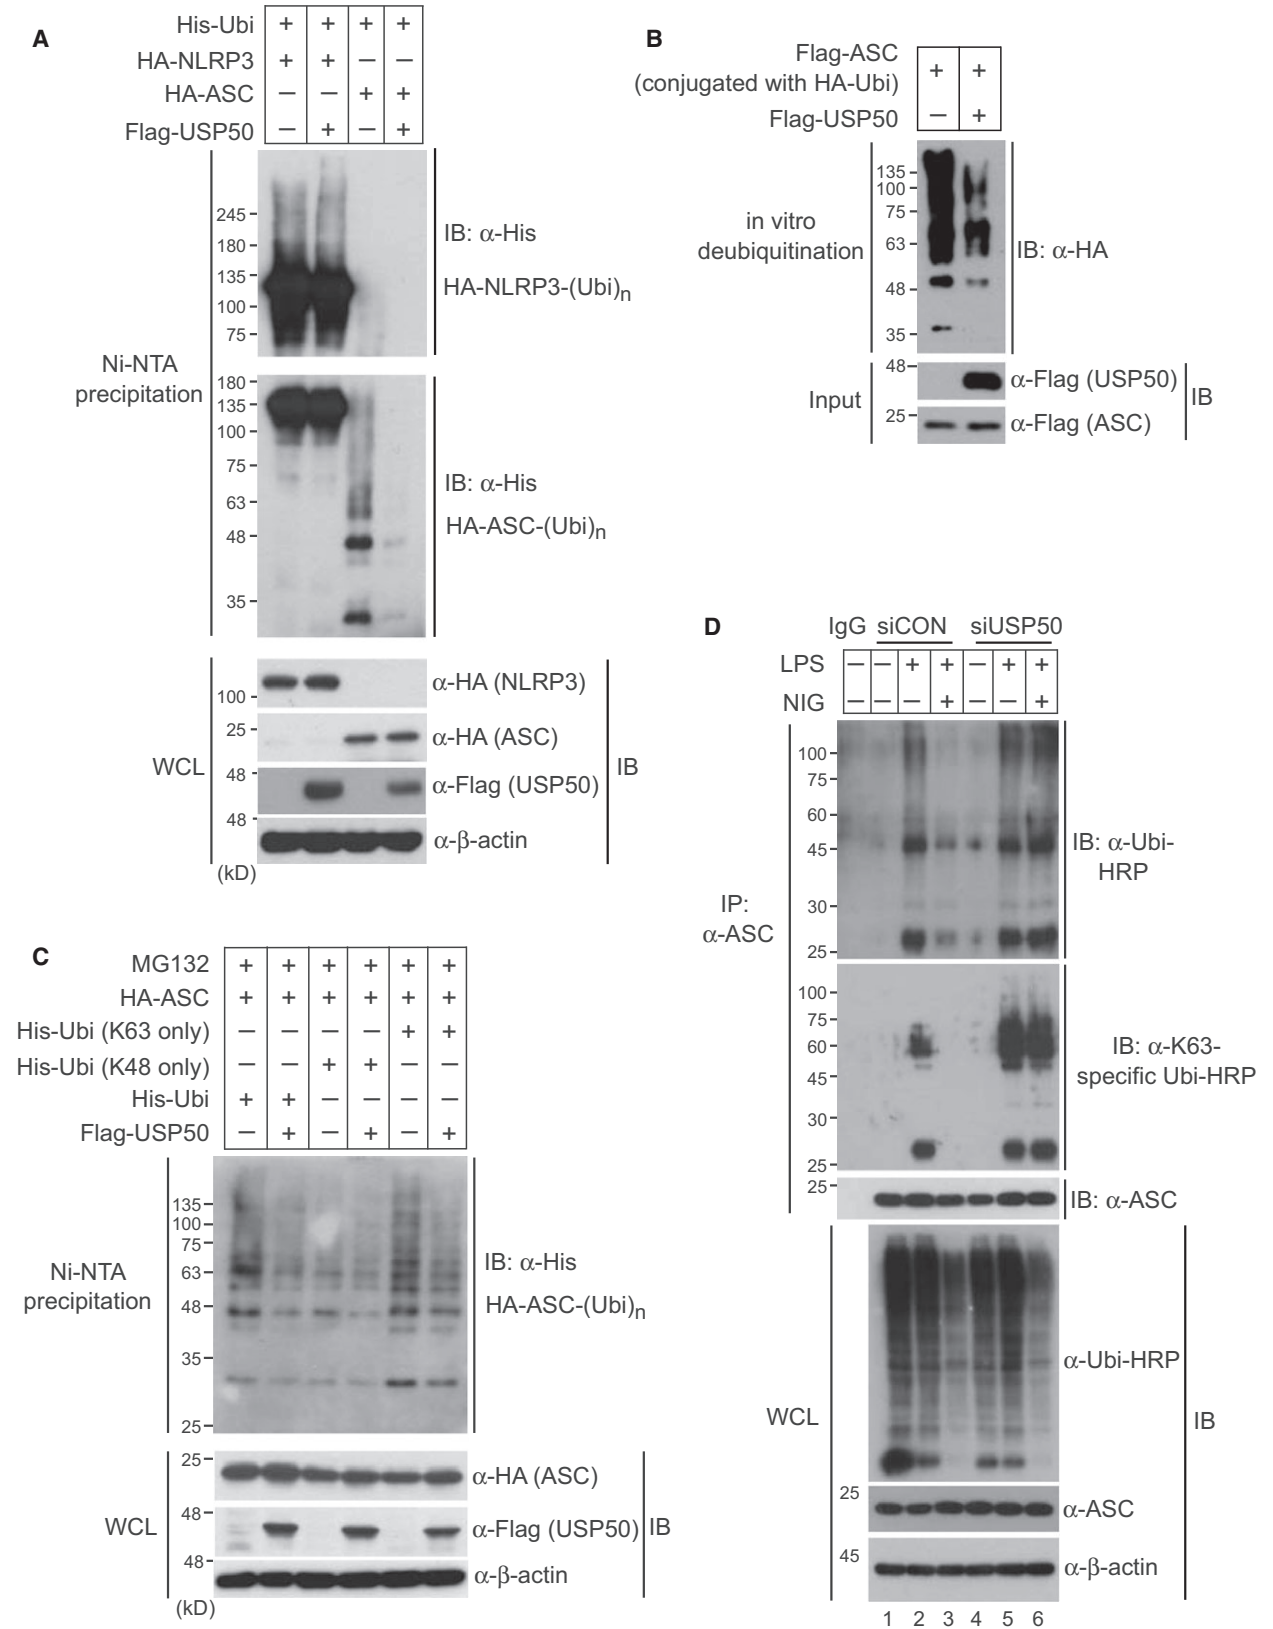 A
His-Ubi + + + +
HA-NLRP3 + + – –
HA-ASC – – + +
Flag-USP50 – + – +
Ni-NTA
precipitation
245
180
135
100
75
IB: α-His
HA-NLRP3-(Ubi)n
180
135
100
75
63
48
35
IB: α-His
HA-ASC-(Ubi)n
WCL
100
α-HA (NLRP3)
25
α-HA (ASC)
48
α-Flag (USP50)
48
α-β-actin
IB
(kD)
B
Flag-ASC
(conjugated with HA-Ubi) + +
Flag-USP50 – +
in vitro
deubiquitination
135
100
75
63
48
35
IB: α-HA
Input
48
α-Flag (USP50)
25
α-Flag (ASC)
IB
C
MG132 + + + + + +
HA-ASC + + + + + +
His-Ubi (K63 only) – – – – + +
His-Ubi (K48 only) – – + + – –
His-Ubi + + – – – –
Flag-USP50 – + – + – +
Ni-NTA
precipitation
135
100
75
63
48
35
25
IB: α-His
HA-ASC-(Ubi)n
WCL
25
α-HA (ASC)
48
α-Flag (USP50)
48
α-β-actin
IB
(kD)
D
IgG siCON siUSP50
LPS – – + + – + +
NIG – – – + – – +
IP:
α-ASC
100
75
60
45
30
25
IB: α-Ubi-
HRP
100
75
60
45
30
25
IB: α-K63-
specific Ubi-HRP
25
IB: α-ASC
WCL
α-Ubi-HRP
25
α-ASC
45
α-β-actin
IB
1 2 3 4 5 6